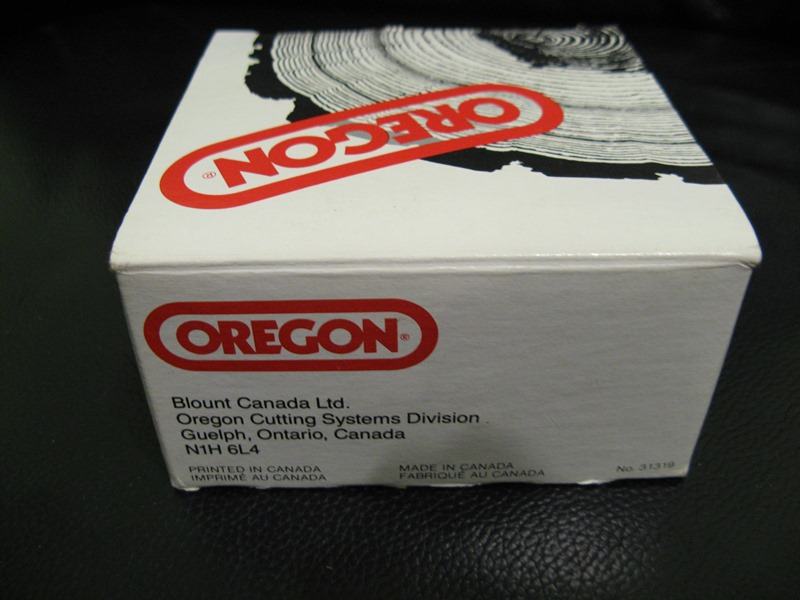 OREGON®
OREGON®
Blount Canada Ltd.
Oregon Cutting Systems Division
Guelph, Ontario, Canada
N1H 6L4
PRINTED IN CANADA
IMPRIMÉ AU CANADA
MADE IN CANADA
FABRIQUÉ AU CANADA
No. 31319